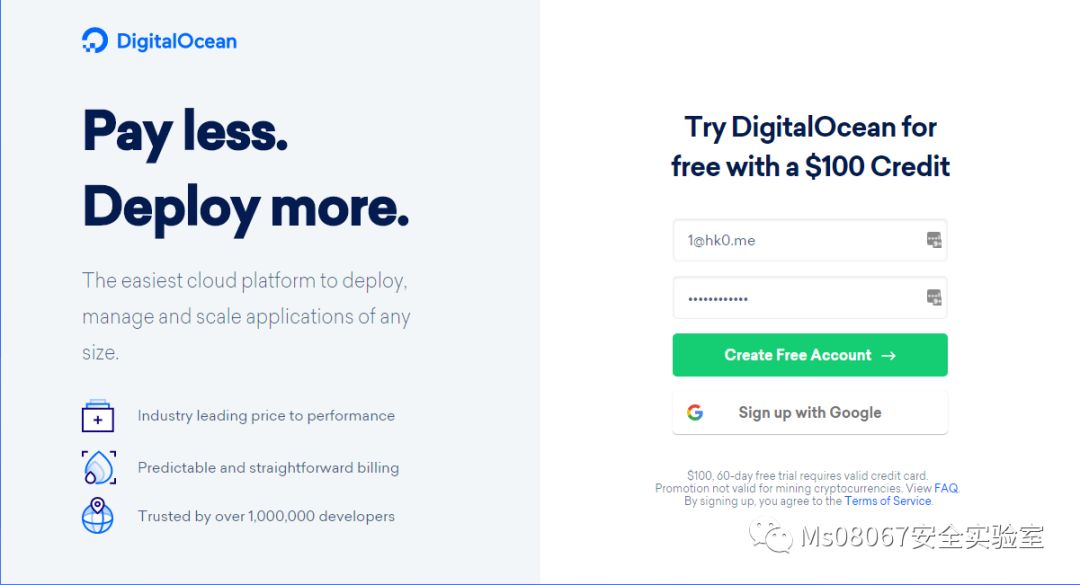 DigitalOcean
Pay less.
Deploy more.
The easiest cloud platform to deploy,
manage and scale applications of any
size.
Industry leading price to performance
Predictable and straightforward billing
Trusted by over 1,000,000 developers
Try DigitalOcean for
free with a $100 Credit
1@hk0.me
••••••••••••
Create Free Account →
Sign up with Google
$100, 60-day free trial requires valid credit card.
Promotion not valid for mining cryptocurrencies. View FAQ.
By signing up, you agree to the Terms of Service.
Ms08067安全实验室